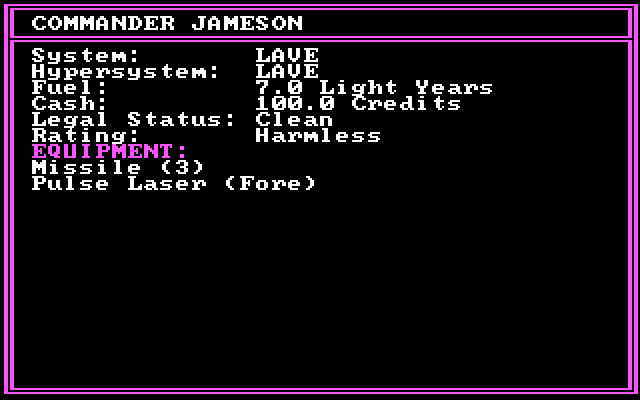 COMMANDER JAMESON
System: LAVE
Hypersystem: LAVE
Fuel: 7.0 Light Years
Cash: 100.0 Credits
Legal Status: Clean
Rating: Harmless
EQUIPMENT:
Missile (3)
Pulse Laser (Fore)